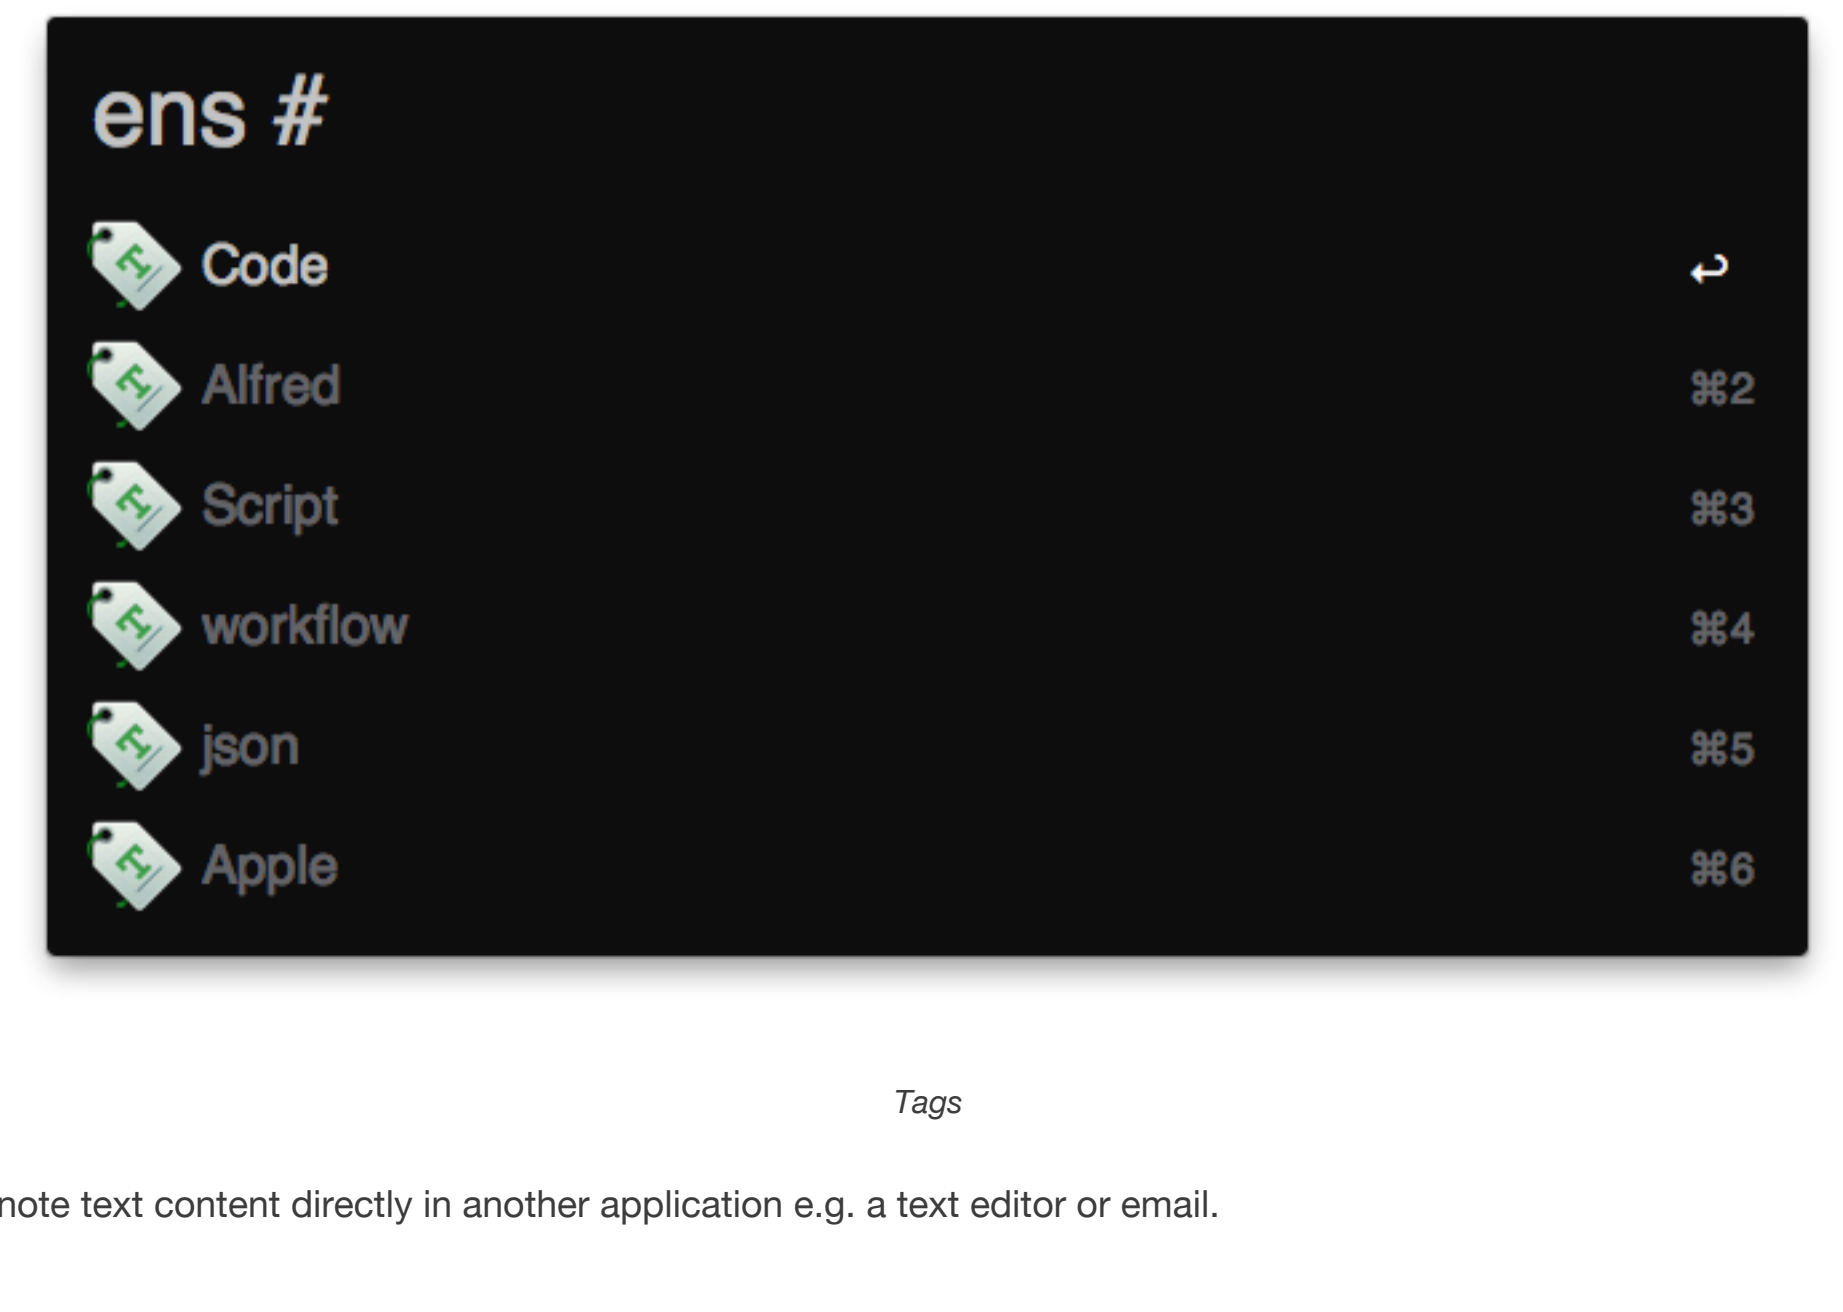 ens #
Code ↩
Alfred ⌘2
Script ⌘3
workflow ⌘4
json ⌘5
Apple ⌘6
Tags
note text content directly in another application e.g. a text editor or email.